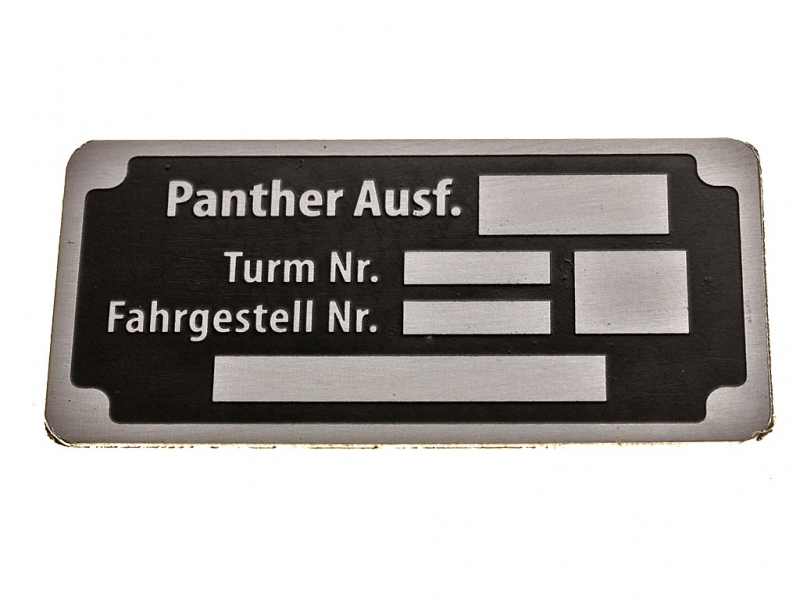 Panther Ausf.
Turm Nr.
Fahrgestell Nr.